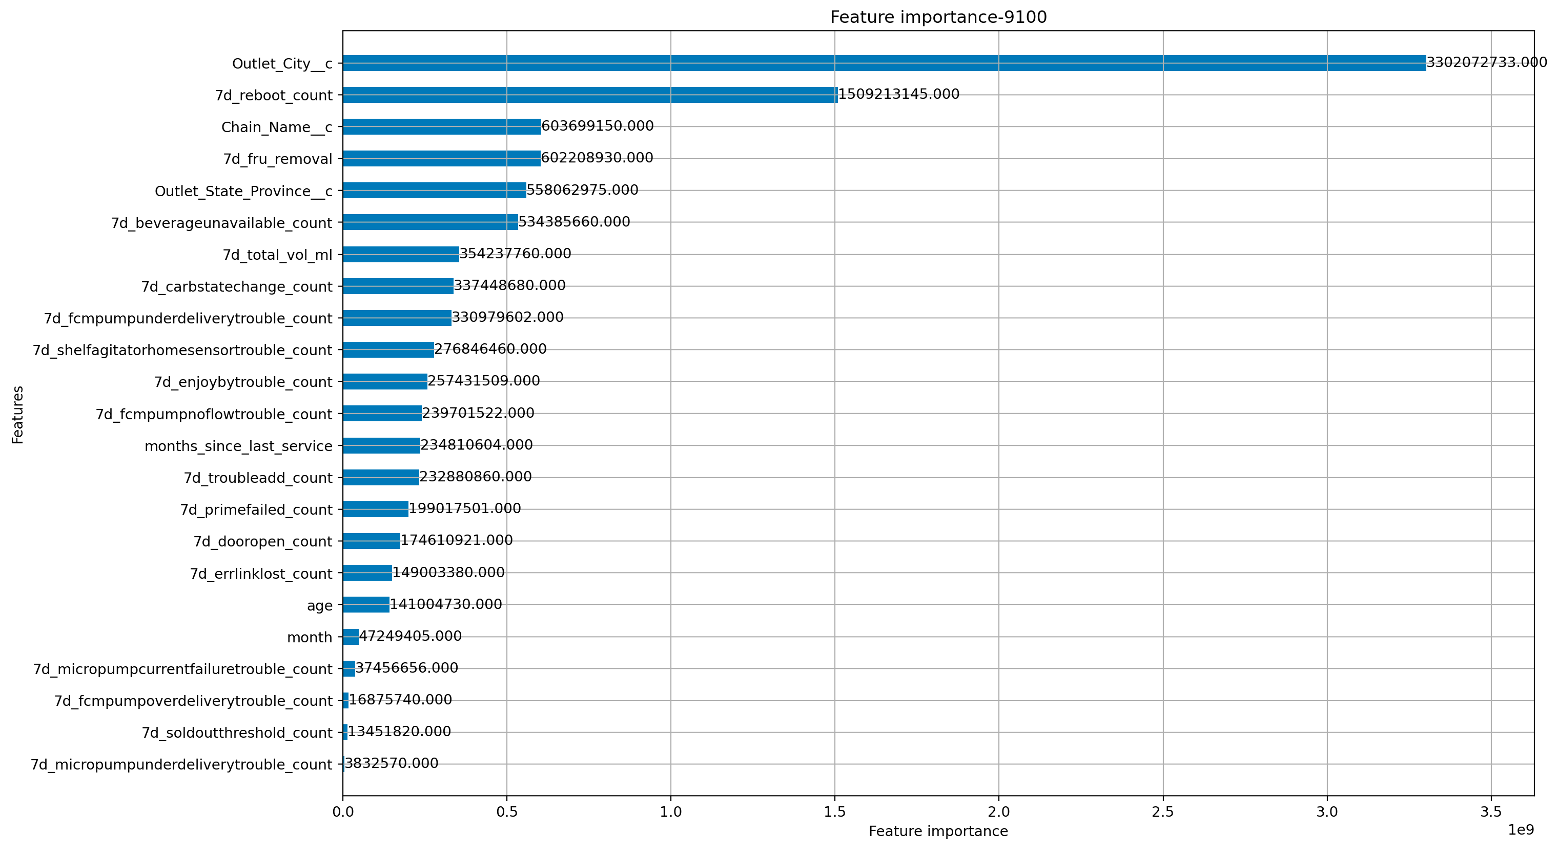 Feature importance-9100
Outlet_City__c 3302072733.000
7d_reboot_count 1509213145.000
Chain_Name__c 603699150.000
7d_fru_removal 602208930.000
Outlet_State_Province__c 558062975.000
7d_beverageunavailable_count 534385660.000
7d_total_vol_ml 354237760.000
7d_carbstatechange_count 337448680.000
7d_fcmpumpunderdeliverytrouble_count 330979602.000
7d_shelfagitatorhomesensortrouble_count 276846460.000
7d_enjoybytrouble_count 257431509.000
7d_fcmpumpnoflowtrouble_count 239701522.000
months_since_last_service 234810604.000
7d_troubleadd_count 232880860.000
7d_primefailed_count 199017501.000
7d_dooropen_count 174610921.000
7d_errlinklost_count 149003380.000
age 141004730.000
month 47249405.000
7d_micropumpcurrentfailuretrouble_count 37456656.000
7d_fcmpumpoverdeliverytrouble_count 16875740.000
7d_soldoutthreshold_count 13451820.000
7d_micropumpunderdeliverytrouble_count 3832570.000
Features
0.0 0.5 1.0 1.5 2.0 2.5 3.0 3.5
1e9
Feature importance